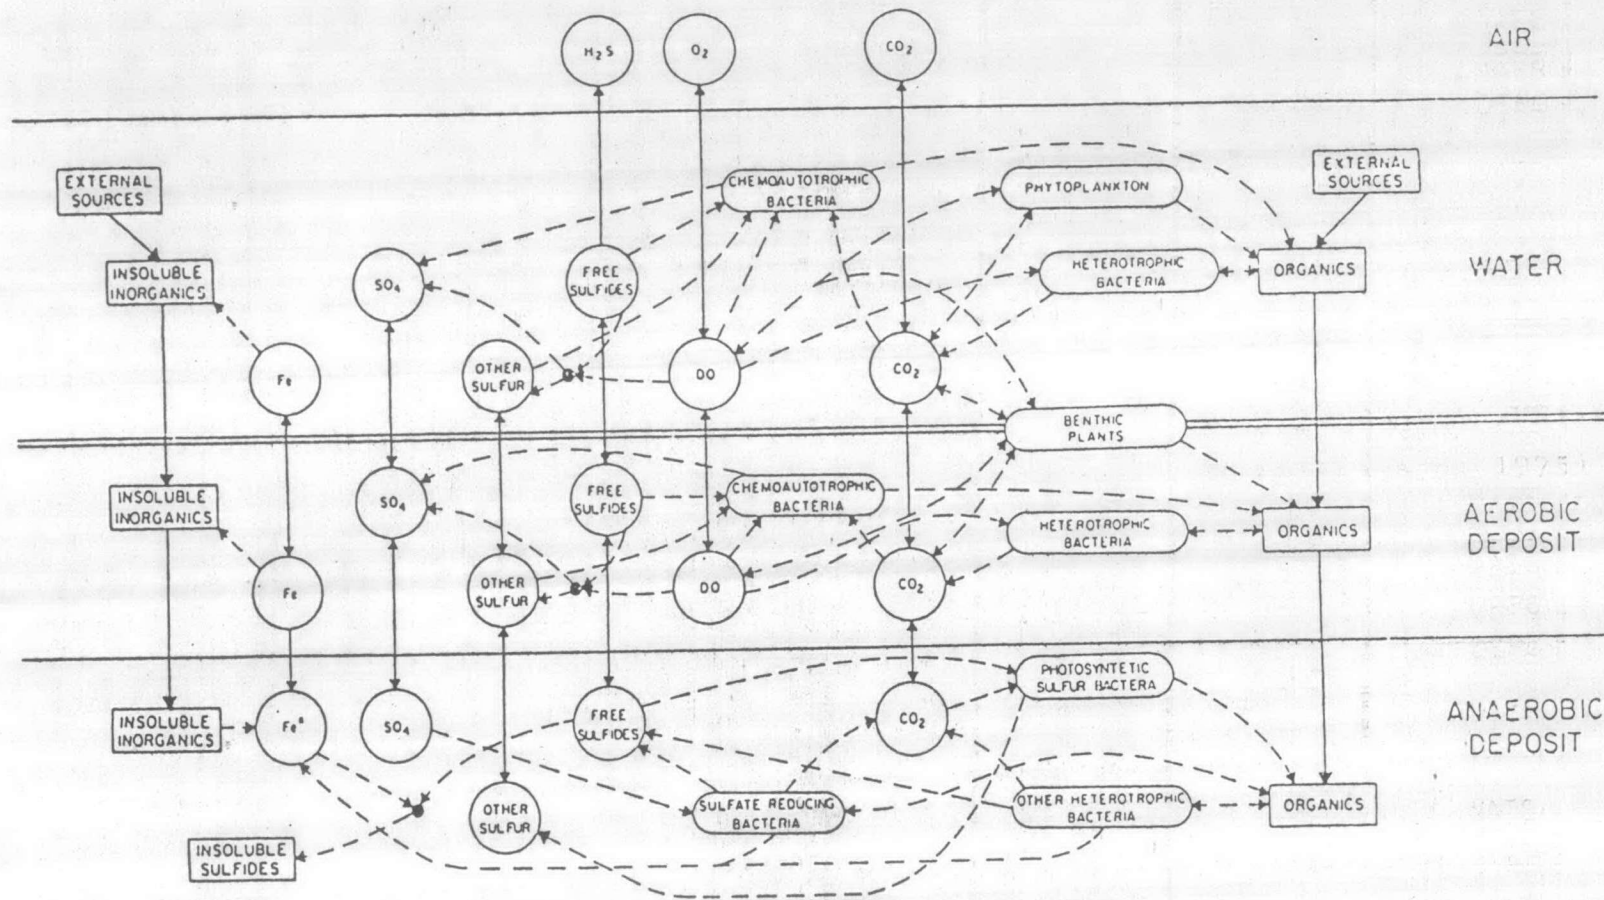 H₂S
O₂
CO₂
AIR
EXTERNAL
SOURCES
CHEMOAUTOTROPHIC
BACTERIA
PHYTOPLANKTON
EXTERNAL
SOURCES
INSOLUBLE
INORGANICS
SO₄
FREE
SULFIDES
HETEROTROPHIC
BACTERIA
ORGANICS
WATER
Fe
OTHER
SULFUR
DO
CO₂
BENTHIC
PLANTS
INSOLUBLE
INORGANICS
SO₄
FREE
SULFIDES
CHEMOAUTOTROPHIC
BACTERIA
HETEROTROPHIC
BACTERIA
ORGANICS
AEROBIC
DEPOSIT
Fe
OTHER
SULFUR
DO
CO₂
PHOTOSYNTETIC
SULFUR BACTERA
INSOLUBLE
INORGANICS
SO₄
FREE
SULFIDES
CO₂
ANAEROBIC
DEPOSIT
OTHER
SULFUR
SULFATE REDUCING
BACTERIA
OTHER HETEROTROPHIC
BACTERIA
ORGANICS
INSOLUBLE
SULFIDES